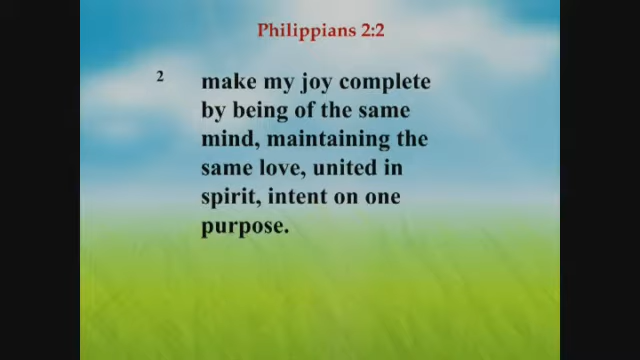 Philippians 2:2
2 make my joy complete
by being of the same
mind, maintaining the
same love, united in
spirit, intent on one
purpose.